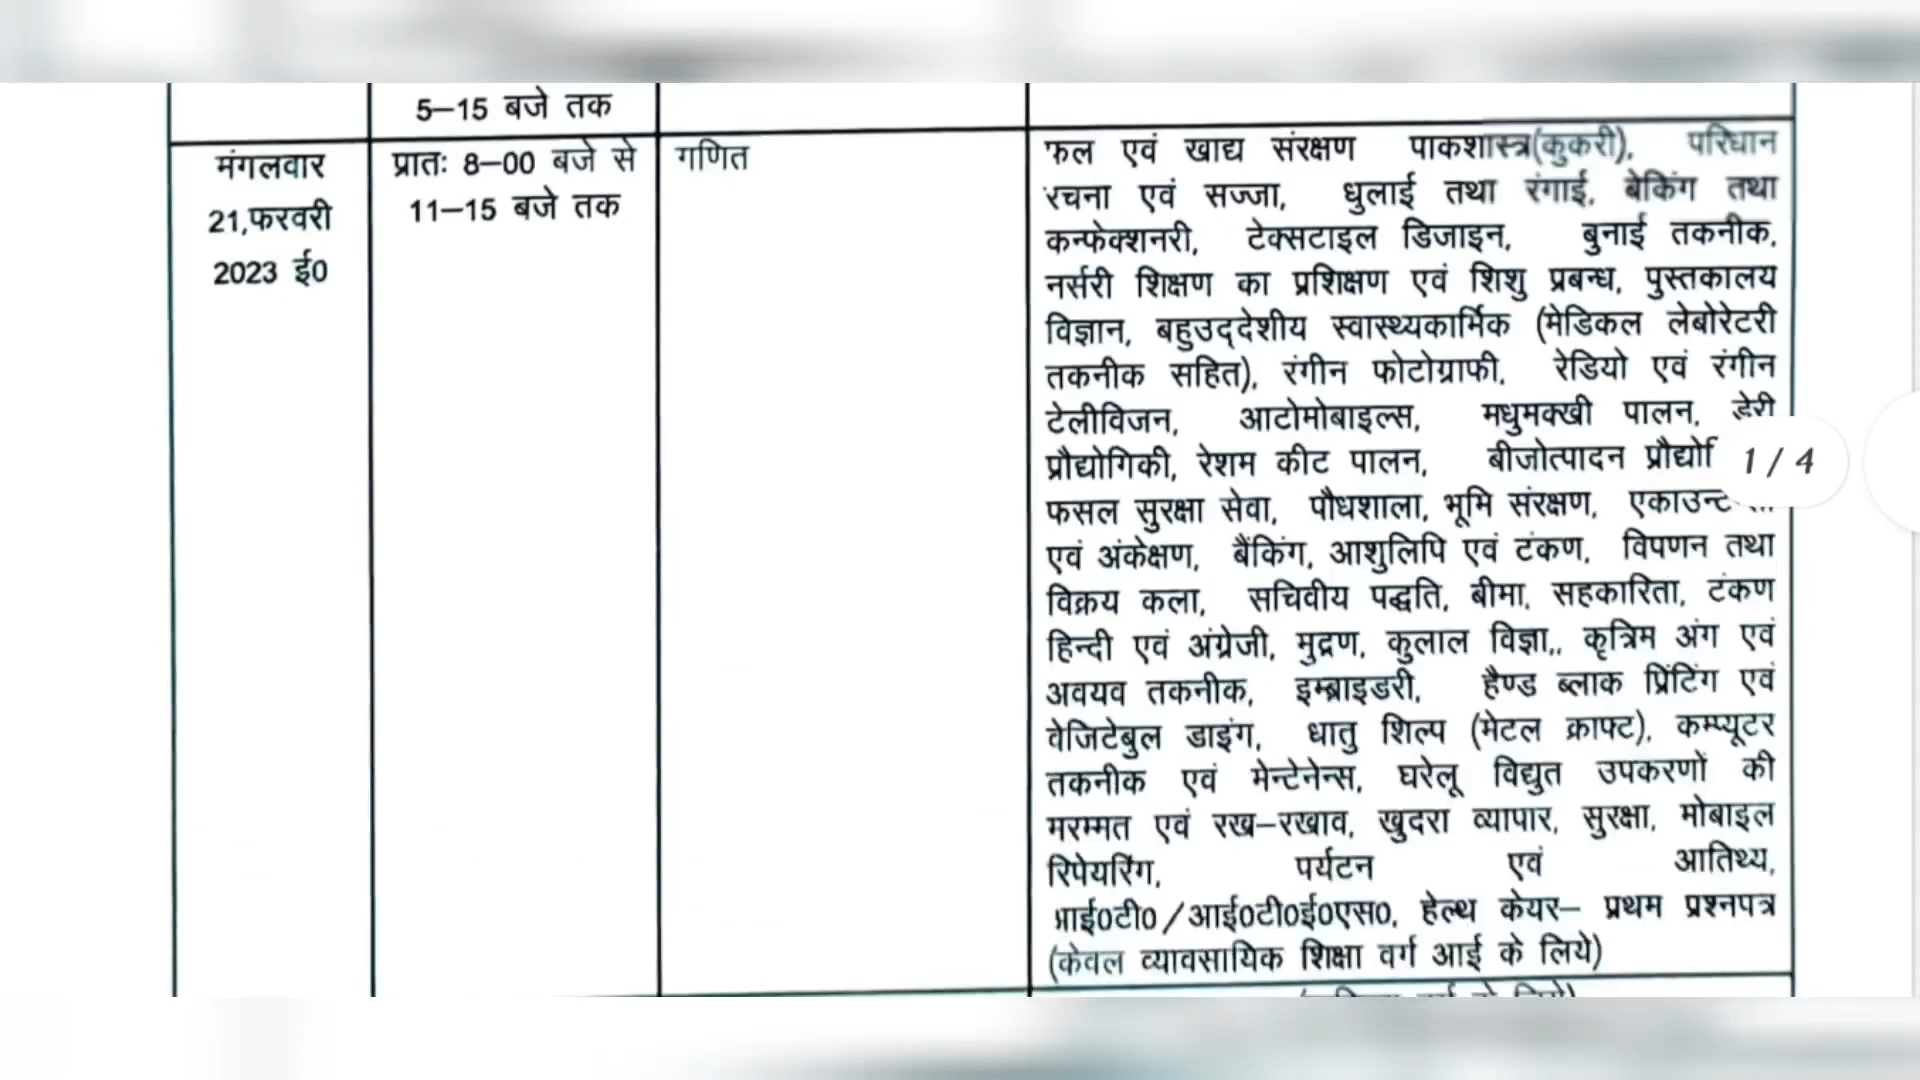 5–15 बजे तक
मंगलवार
21,फरवरी
2023 ई0
प्रातः 8–00 बजे से
11–15 बजे तक
गणित
फल एवं खाद्य संरक्षण पाकशास्त्र(कुकरी), परिधान
रचना एवं सज्जा, धुलाई तथा रंगाई, बेकिंग तथा
कन्फेक्शनरी, टेक्सटाइल डिजाइन, बुनाई तकनीक,
नर्सरी शिक्षण का प्रशिक्षण एवं शिशु प्रबन्ध, पुस्तकालय
विज्ञान, बहुउद्देशीय स्वास्थ्यकार्मिक (मेडिकल लेबोरेटरी
तकनीक सहित), रंगीन फोटोग्राफी, रेडियो एवं रंगीन
टेलीविजन, आटोमोबाइल्स, मधुमक्खी पालन, डेरी
प्रौद्योगिकी, रेशम कीट पालन, बीजोत्पादन
1 / 4
फसल सुरक्षा सेवा, पौधशाला, भूमि संरक्षण,
एवं अंकेक्षण, बैंकिंग, आशुलिपि एवं टंकण, विपणन तथा
विक्रय कला, सचिवीय पद्धति, बीमा, सहकारिता, टंकण
हिन्दी एवं अंग्रेजी, मुद्रण, कुलाल विज्ञा,, कृत्रिम अंग एवं
अवयव तकनीक, इम्ब्राइडरी, हैण्ड ब्लाक प्रिंटिंग एवं
वेजिटेबुल डाइंग, धातु शिल्प (मेटल क्राफ्ट), कम्प्यूटर
तकनीक एवं मेन्टेनेन्स, घरेलू विद्युत उपकरणों की
मरम्मत एवं रख–रखाव, खुदरा व्यापार, सुरक्षा, मोबाइल
रिपेयरिंग, पर्यटन एवं आतिथ्य,
आई0टी0/आई0टी0ई0एस0, हेल्थ केयर– प्रथम प्रश्नपत्र
(केवल व्यावसायिक शिक्षा वर्ग आई के लिये)